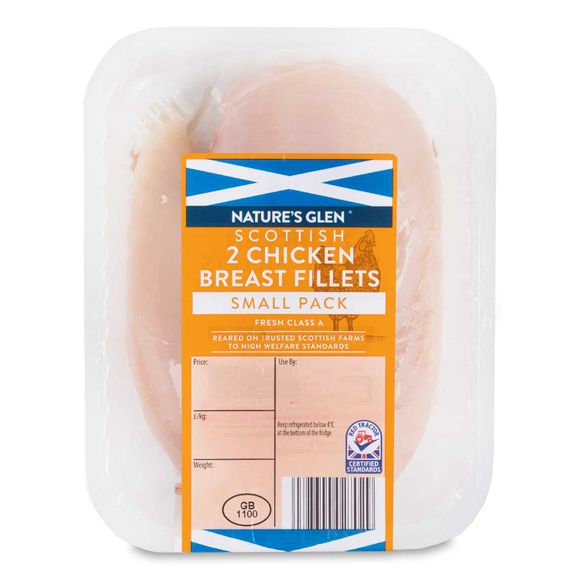 NATURE'S GLEN®
SCOTTISH
2 CHICKEN
BREAST FILLETS
SMALL PACK
FRESH CLASS A
REARED ON TRUSTED SCOTTISH FARMS
TO HIGH WELFARE STANDARDS
Price:
Use By:
£/kg:
Keep refrigerated below 4°C
at the bottom of the fridge
RED TRACTOR
CERTIFIED
STANDARDS
Weight:
GB
1100